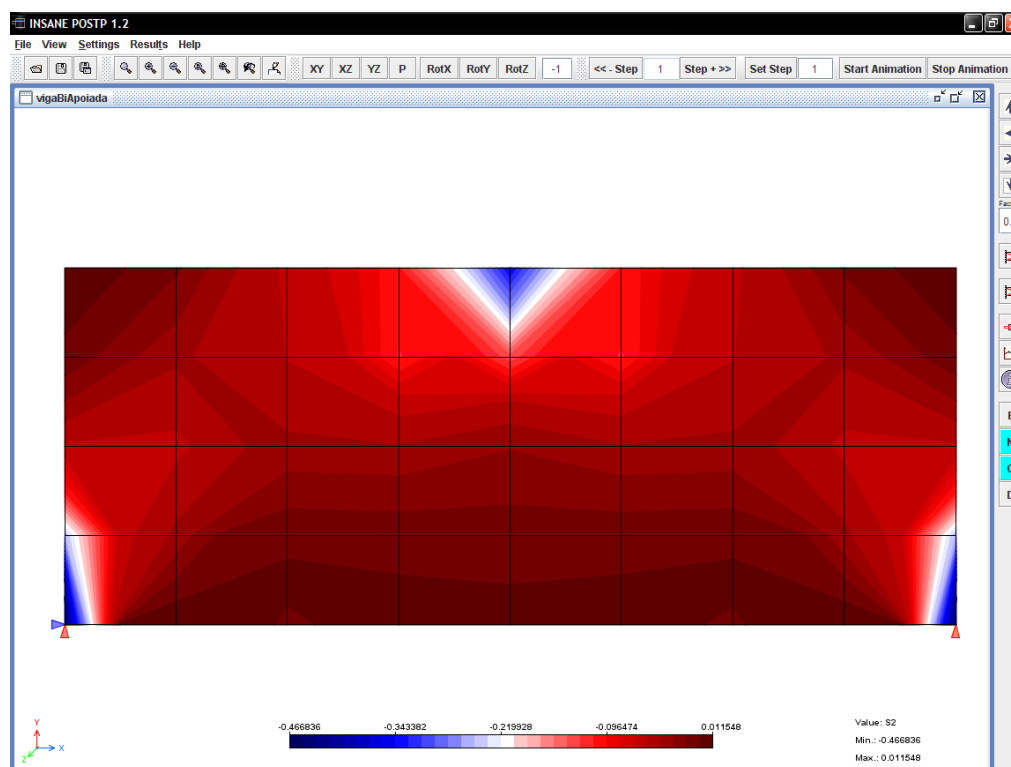 INSANE POSTP 1.2
File View Settings Results Help
XY XZ YZ P RotX RotY RotZ -1 << - Step 1 Step + >> Set Step 1 Start Animation Stop Animation
vigaBiApoiada
0.
-0.466836 -0.343382 -0.219928 -0.096474 0.011548
Value: S2
Min.: -0.466836
Max.: 0.011548
Y
X
Z